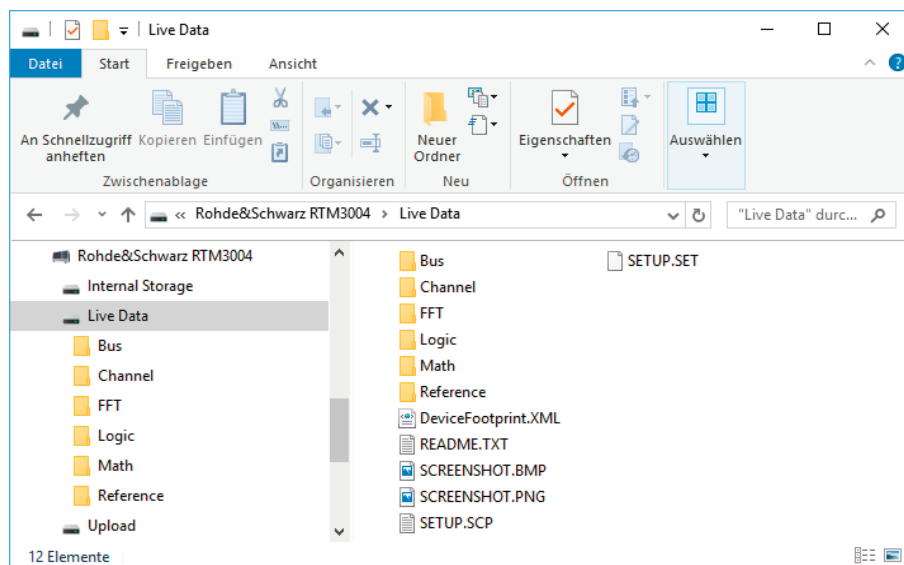 Live Data
Datei Start Freigeben Ansicht
An Schnellzugriff anheften Kopieren Einfügen Neuer Ordner Eigenschaften Auswählen
Zwischenablage Organisieren Neu Öffnen
« Rohde&Schwarz RTM3004 > Live Data "Live Data" durc...
Rohde&Schwarz RTM3004
Internal Storage
Live Data
Bus
Channel
FFT
Logic
Math
Reference
Upload
Bus
Channel
FFT
Logic
Math
Reference
DeviceFootprint.XML
README.TXT
SCREENSHOT.BMP
SCREENSHOT.PNG
SETUP.SCP
SETUP.SET
12 Elemente